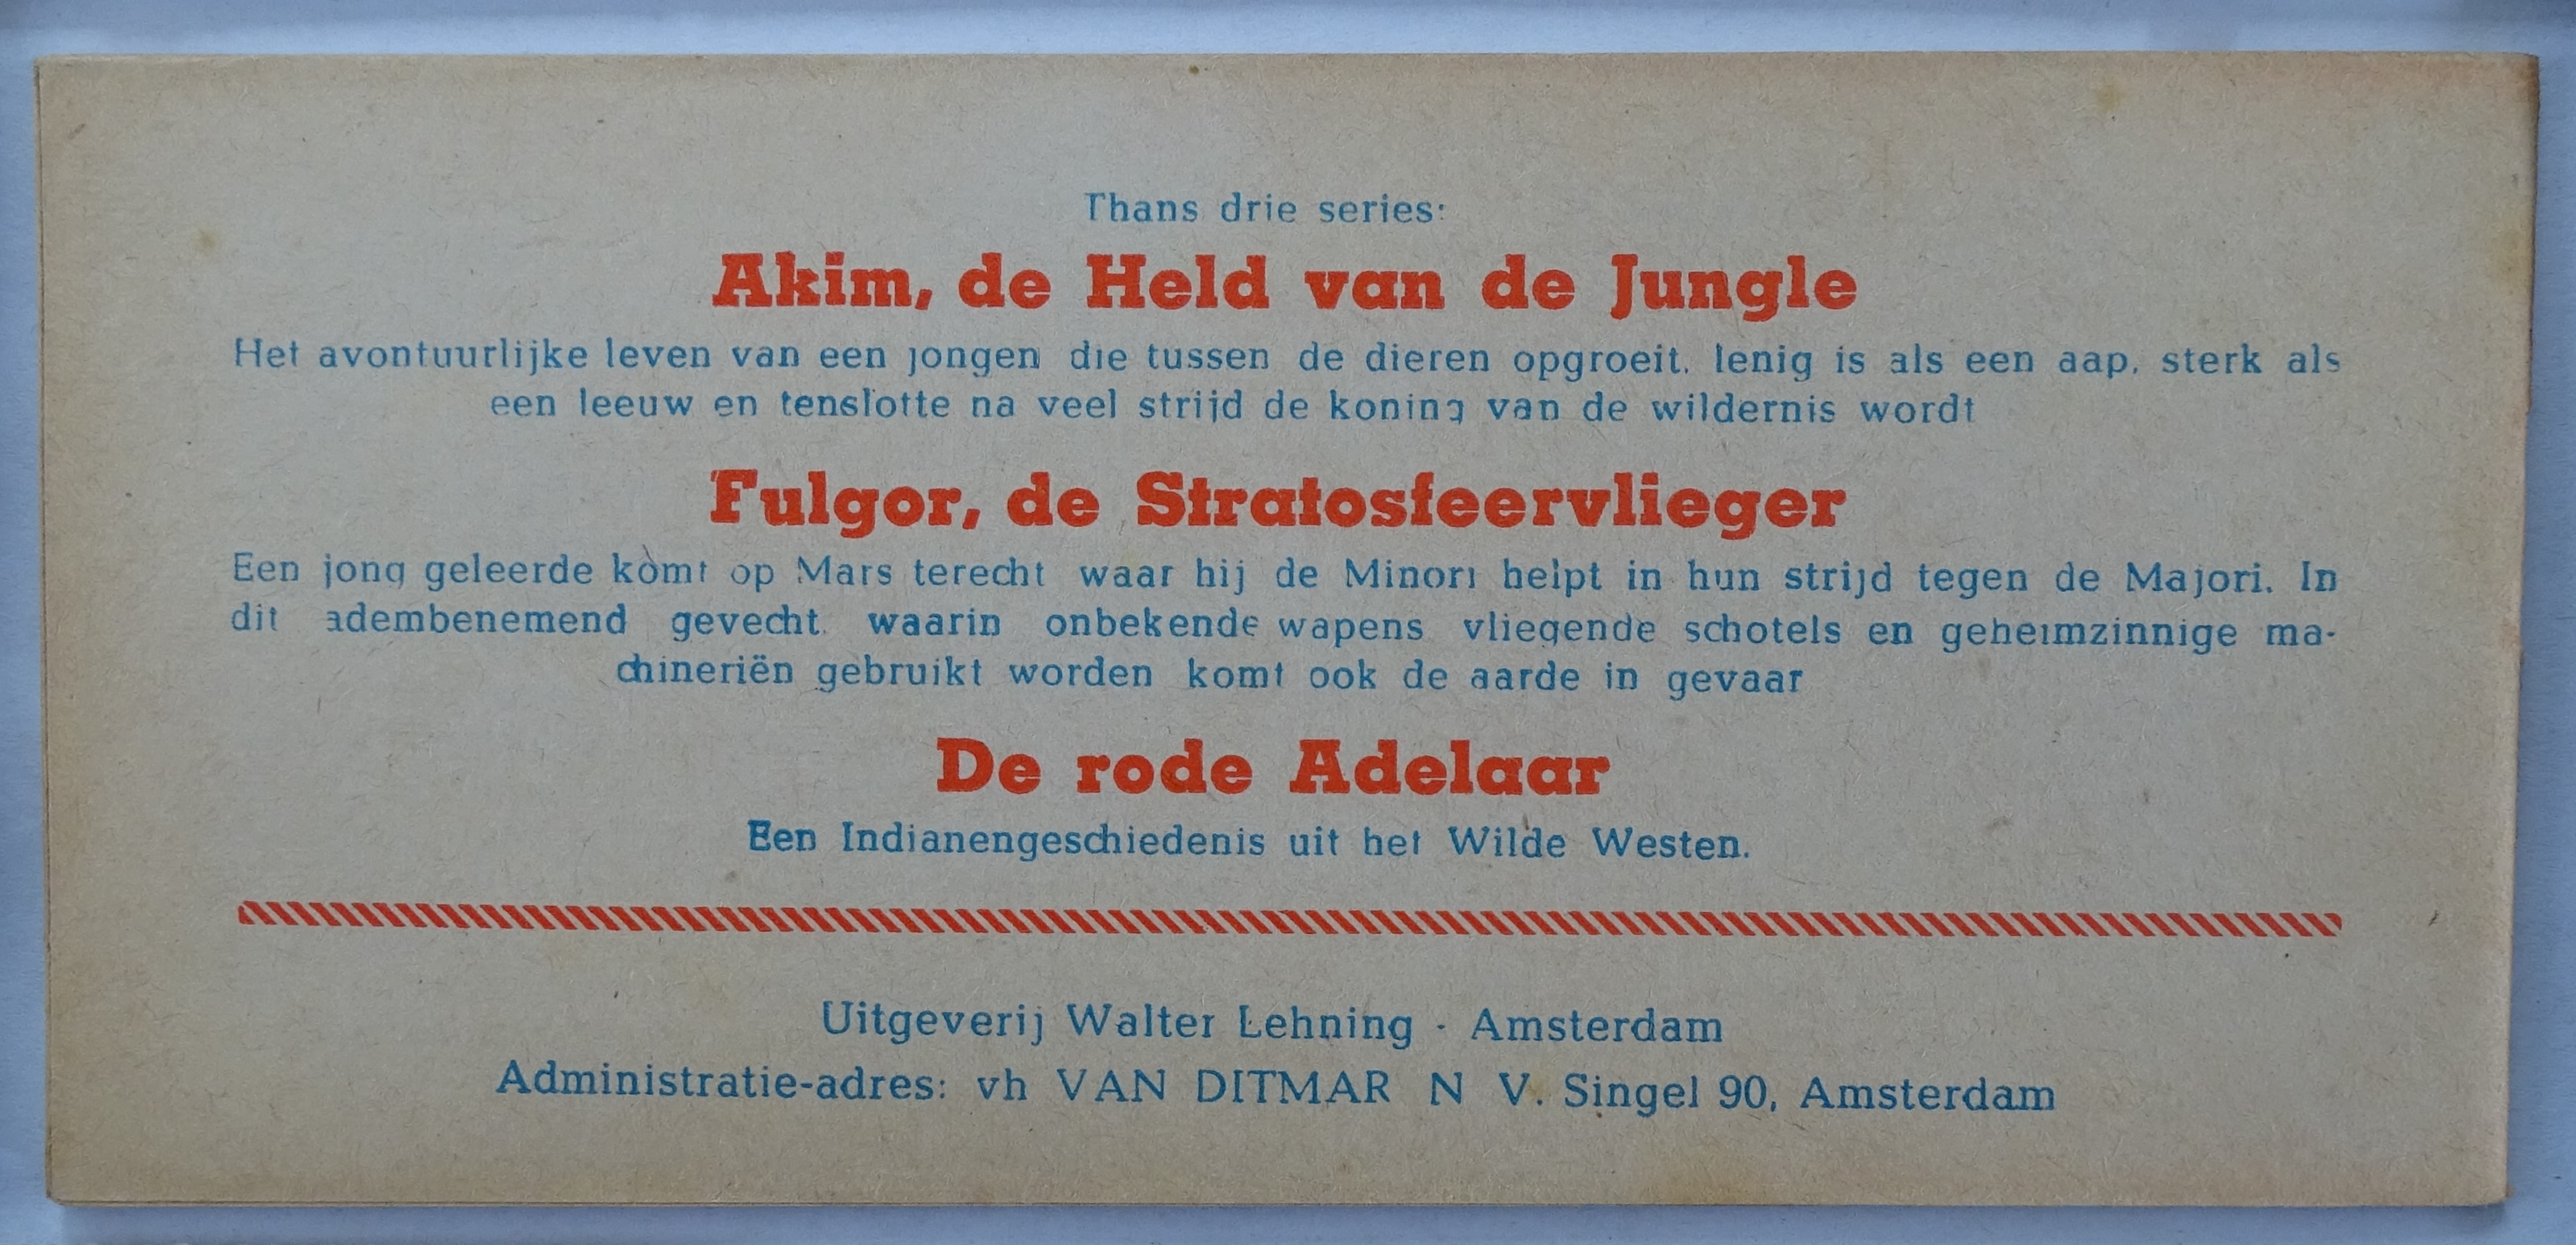 Thans drie series:
Akim, de Held van de Jungle
Het avontuurlijke leven van een jongen die tussen de dieren opgroeit. lenig is als een aap, sterk als
een leeuw en tenslotte na veel strijd de koning van de wildernis wordt
Fulgor, de Stratosfeervlieger
Een jong geleerde komt op Mars terecht waar hij de Minori helpt in hun strijd tegen de Majori. In
dit adembenemend gevecht. waarin onbekende wapens vliegende schotels en geheimzinnige ma-
chineriën gebruikt worden komt ook de aarde in gevaar
De rode Adelaar
Een Indianengeschiedenis uit het Wilde Westen.
Uitgeverij Walter Lehning - Amsterdam
Administratie-adres: vh VAN DITMAR N V. Singel 90, Amsterdam